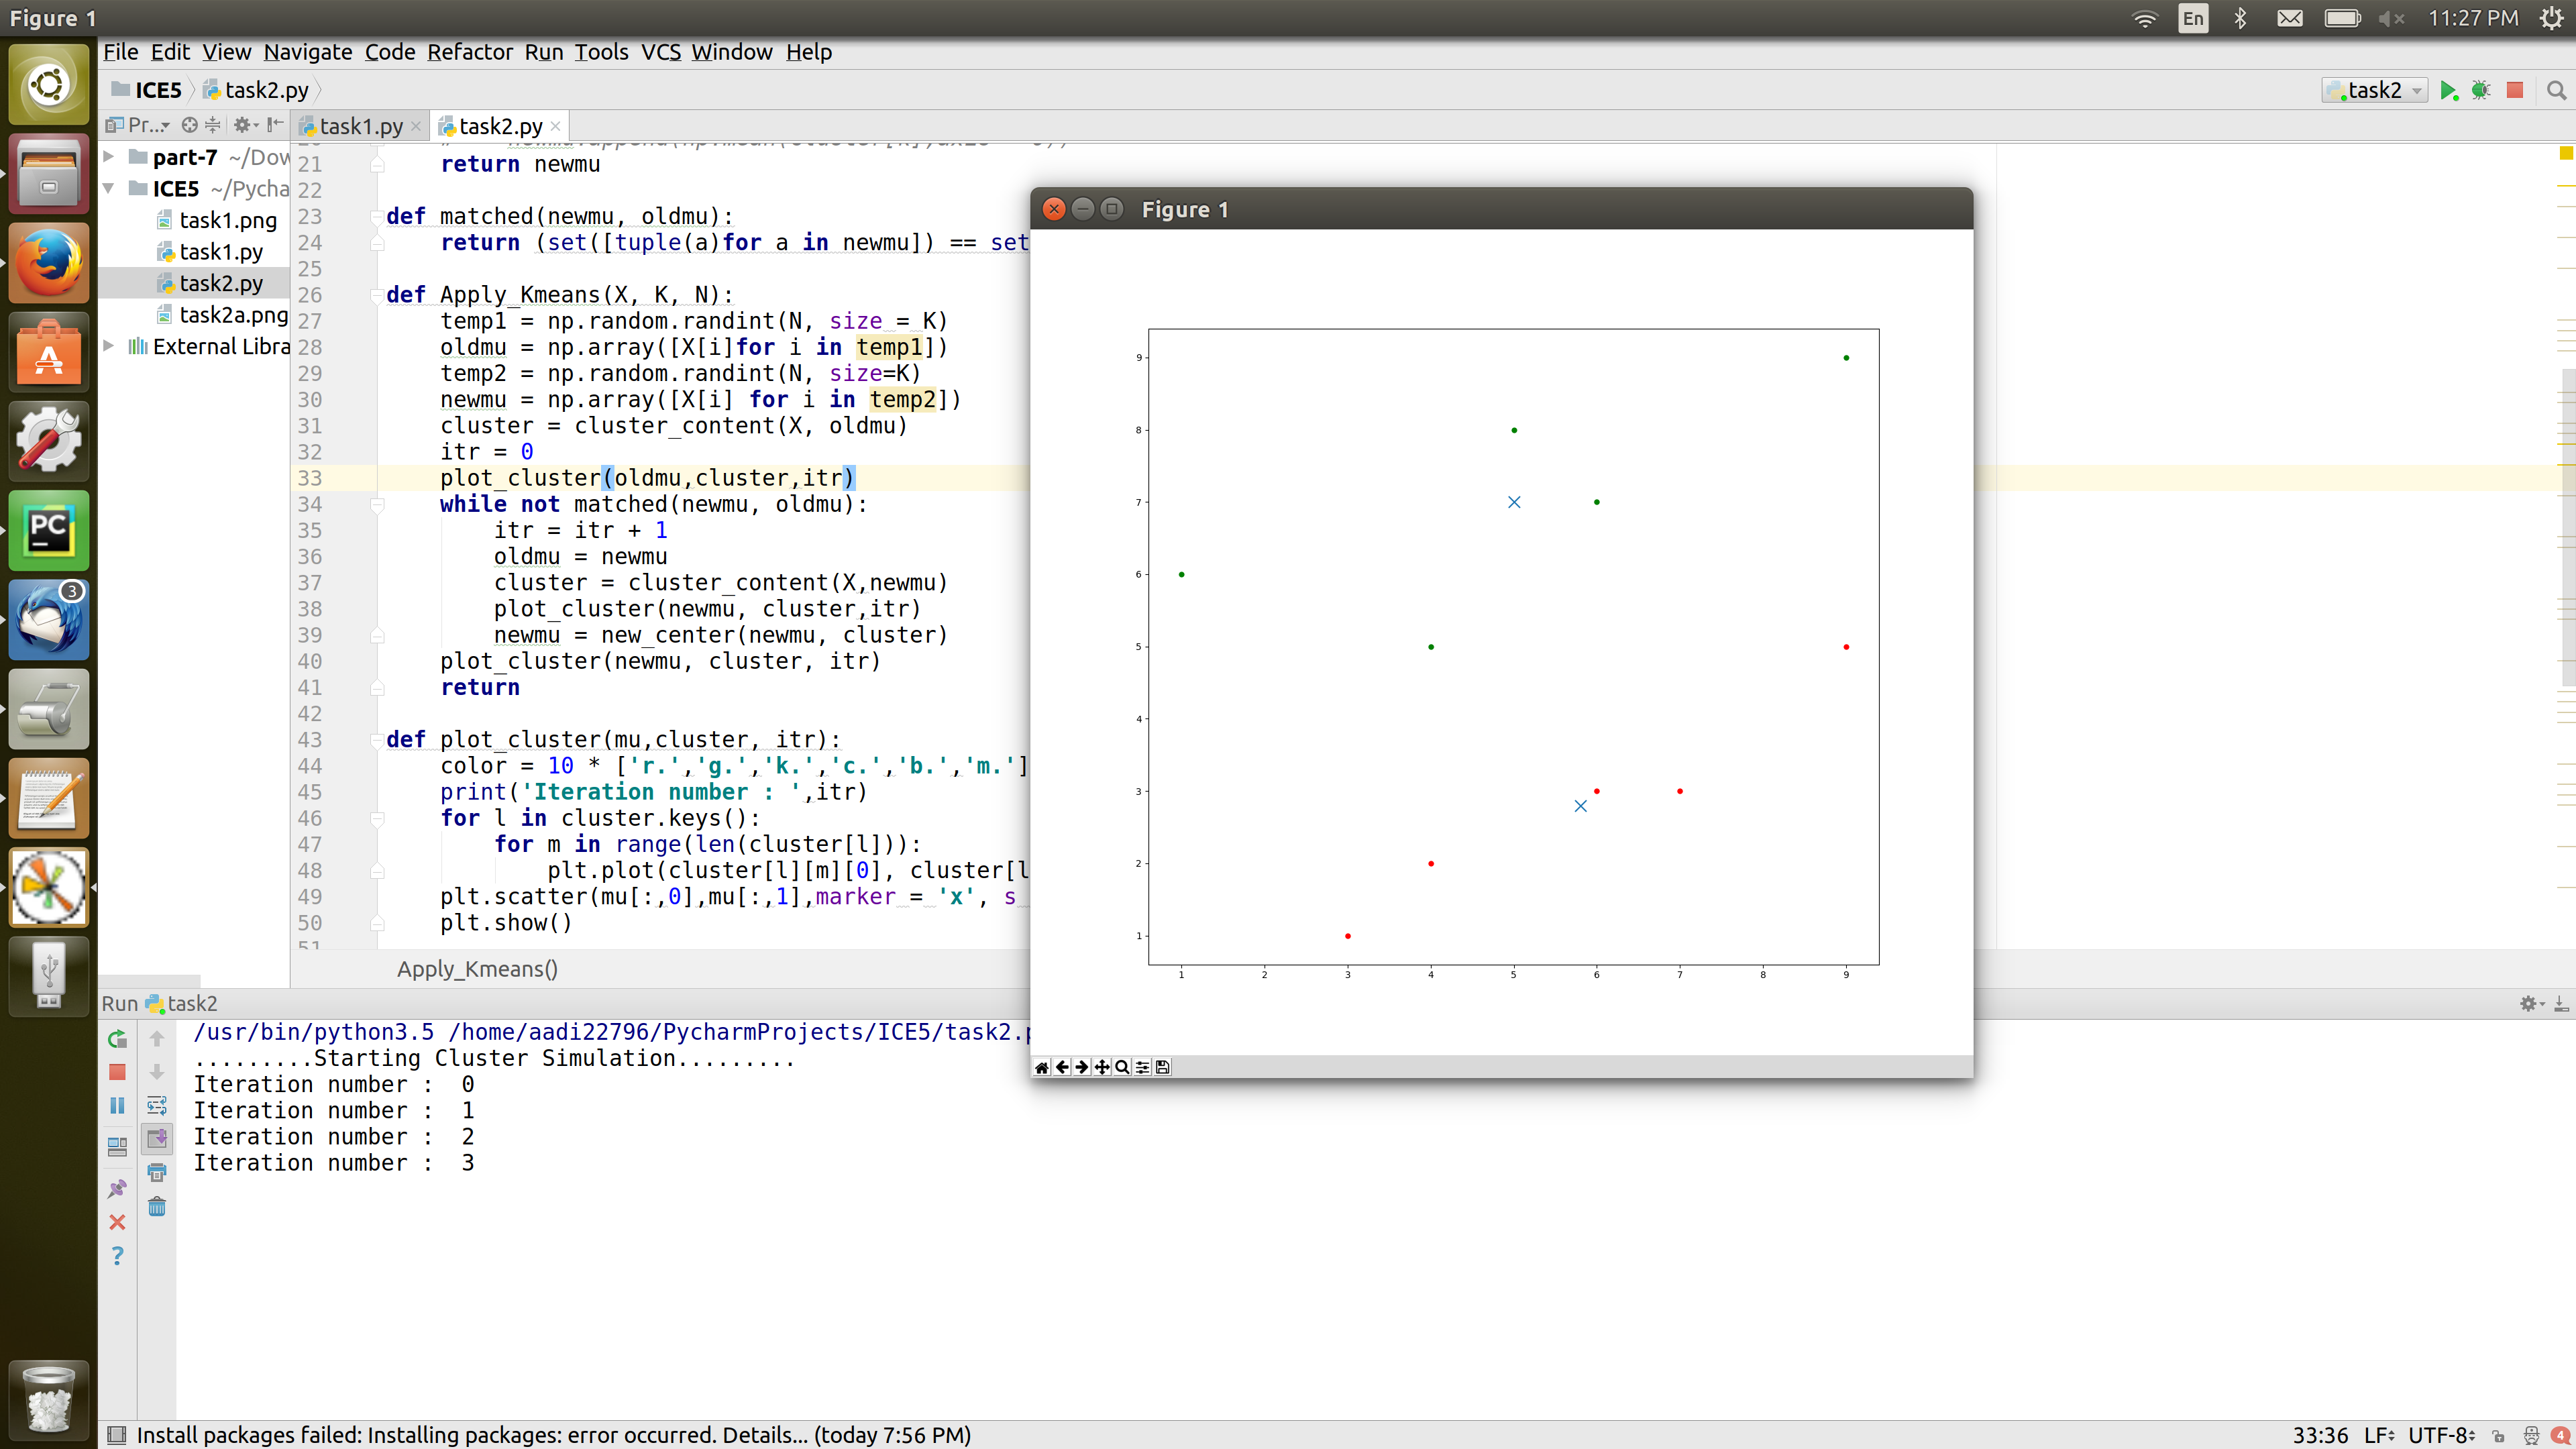 Figure 1
En
11:27 PM
File Edit View Navigate Code Refactor Run Tools VCS Window Help
ICE5 task2.py
task2
Pr...
task1.py
task2.py
part-7 ~/Dow
ICE5 ~/Pycha
task1.png
task1.py
task2.py
task2a.png
External Libra
21 return newmu
22
23 def matched(newmu, oldmu):
24 return (set([tuple(a)for a in newmu]) == set
25
26 def Apply_Kmeans(X, K, N):
27 temp1 = np.random.randint(N, size = K)
28 oldmu = np.array([X[i]for i in temp1])
29 temp2 = np.random.randint(N, size=K)
30 newmu = np.array([X[i] for i in temp2])
31 cluster = cluster_content(X, oldmu)
32 itr = 0
33 plot_cluster(oldmu,cluster,itr)
34 while not matched(newmu, oldmu):
35 itr = itr + 1
36 oldmu = newmu
37 cluster = cluster_content(X,newmu)
38 plot_cluster(newmu, cluster,itr)
39 newmu = new_center(newmu, cluster)
40 plot_cluster(newmu, cluster, itr)
41 return
42
43 def plot_cluster(mu,cluster, itr):
44 color = 10 * ['r.','g.','k.','c.','b.','m.']
45 print('Iteration number : ',itr)
46 for l in cluster.keys():
47 for m in range(len(cluster[l])):
48 plt.plot(cluster[l][m][0], cluster[l
49 plt.scatter(mu[:,0],mu[:,1],marker = 'x', s
50 plt.show()
51
Apply_Kmeans()
Figure 1
9
8
7
6
5
4
3
2
1
1 2 3 4 5 6 7 8 9
PC
3
Run task2
/usr/bin/python3.5 /home/aadi22796/PycharmProjects/ICE5/task2.p
.........Starting Cluster Simulation.........
Iteration number :  0
Iteration number :  1
Iteration number :  2
Iteration number :  3
Install packages failed: Installing packages: error occurred. Details... (today 7:56 PM)
33:36 LF UTF-8 4